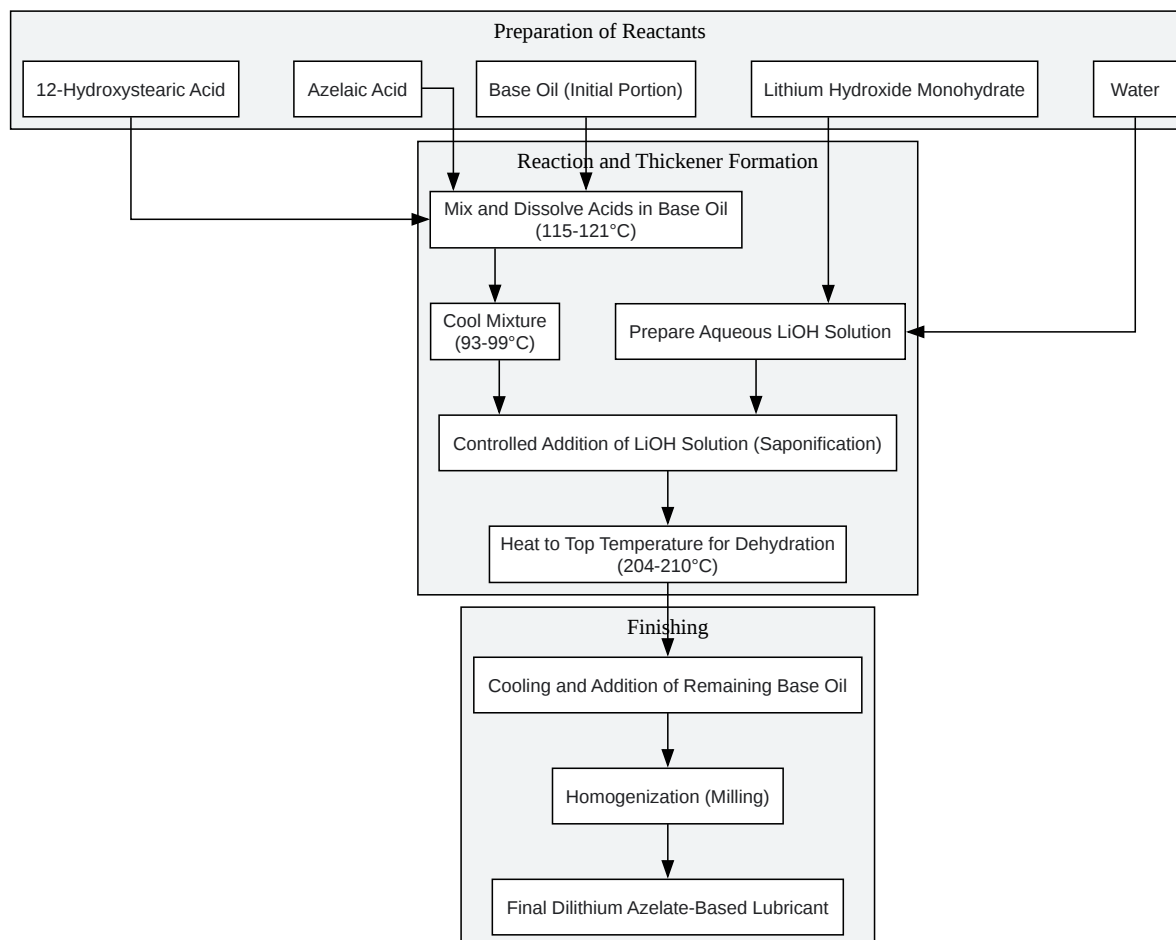 Preparation of Reactants
12-Hydroxystearic Acid
Azelaic Acid
Base Oil (Initial Portion)
Lithium Hydroxide Monohydrate
Water
Reaction and Thickener Formation
Mix and Dissolve Acids in Base Oil
(115-121°C)
Cool Mixture
(93-99°C)
Prepare Aqueous LiOH Solution
Controlled Addition of LiOH Solution (Saponification)
Heat to Top Temperature for Dehydration
(204-210°C)
Finishing
Cooling and Addition of Remaining Base Oil
Homogenization (Milling)
Final Dilithium Azelate-Based Lubricant